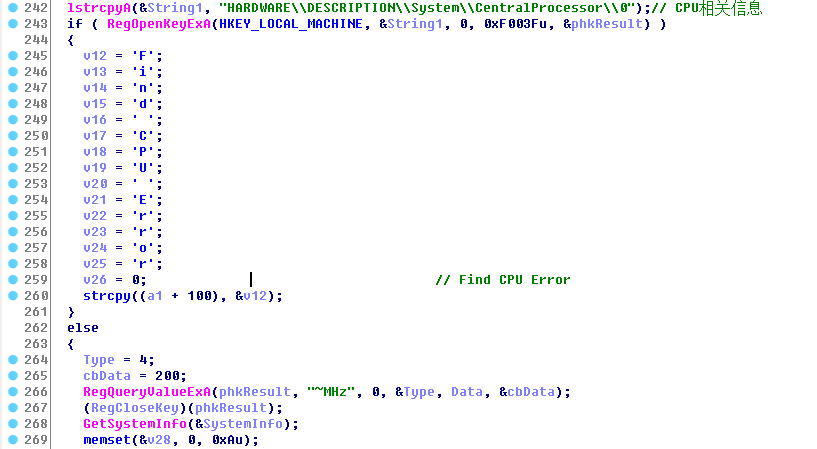 242 lstrcpyA(&String1, "HARDWARE\\DESCRIPTION\\System\\CentralProcessor\\0");// CPU相关信息
243 if ( RegOpenKeyExA(HKEY_LOCAL_MACHINE, &String1, 0, 0xF003Fu, &phkResult) )
244 {
245 v12 = 'F';
246 v13 = 'i';
247 v14 = 'n';
248 v15 = 'd';
249 v16 = ' ';
250 v17 = 'C';
251 v18 = 'P';
252 v19 = 'U';
253 v20 = ' ';
254 v21 = 'E';
255 v22 = 'r';
256 v23 = 'r';
257 v24 = 'o';
258 v25 = 'r';
259 v26 = 0; // Find CPU Error
260 strcpy((a1 + 100), &v12);
261 }
262 else
263 {
264 Type = 4;
265 cbData = 200;
266 RegQueryValueExA(phkResult, "~MHz", 0, &Type, Data, &cbData);
267 (RegCloseKey)(phkResult);
268 GetSystemInfo(&SystemInfo);
269 memset(&v28, 0, 0xAu);